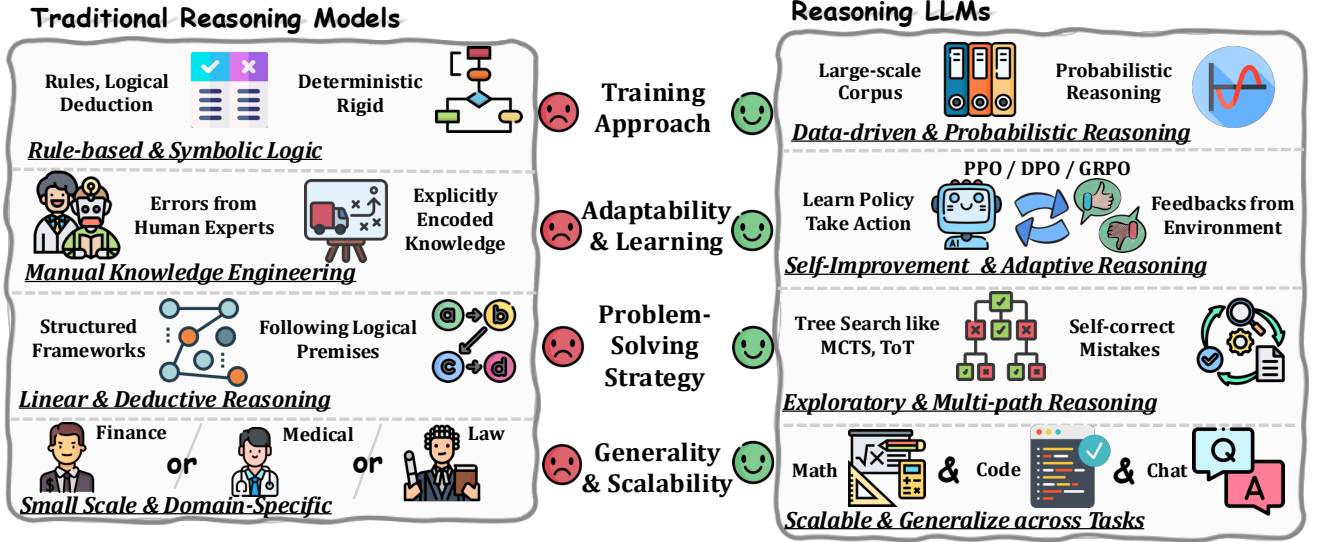 Traditional Reasoning Models
Rules, Logical
Deduction
Deterministic
Rigid
Rule-based & Symbolic Logic
Errors from
Human Experts
Explicitly
Encoded
Knowledge
Manual Knowledge Engineering
Structured
Frameworks
Following Logical
Premises
a
b
c
d
Linear & Deductive Reasoning
Finance
or
Medical
or
Law
$
Small Scale & Domain-Specific
Training
Approach
Adaptability
& Learning
Problem-
Solving
Strategy
Generality
& Scalability
Reasoning LLMs
Large-scale
Corpus
Probabilistic
Reasoning
Data-driven & Probabilistic Reasoning
PPO / DPO / GRPO
Learn Policy
Take Action
AI
Feedbacks from
Environment
Self-Improvement & Adaptive Reasoning
Tree Search like
MCTS, ToT
Self-correct
Mistakes
Exploratory & Multi-path Reasoning
Math
√x
&
Code
&
Chat
Q
A
Scalable & Generalize across Tasks